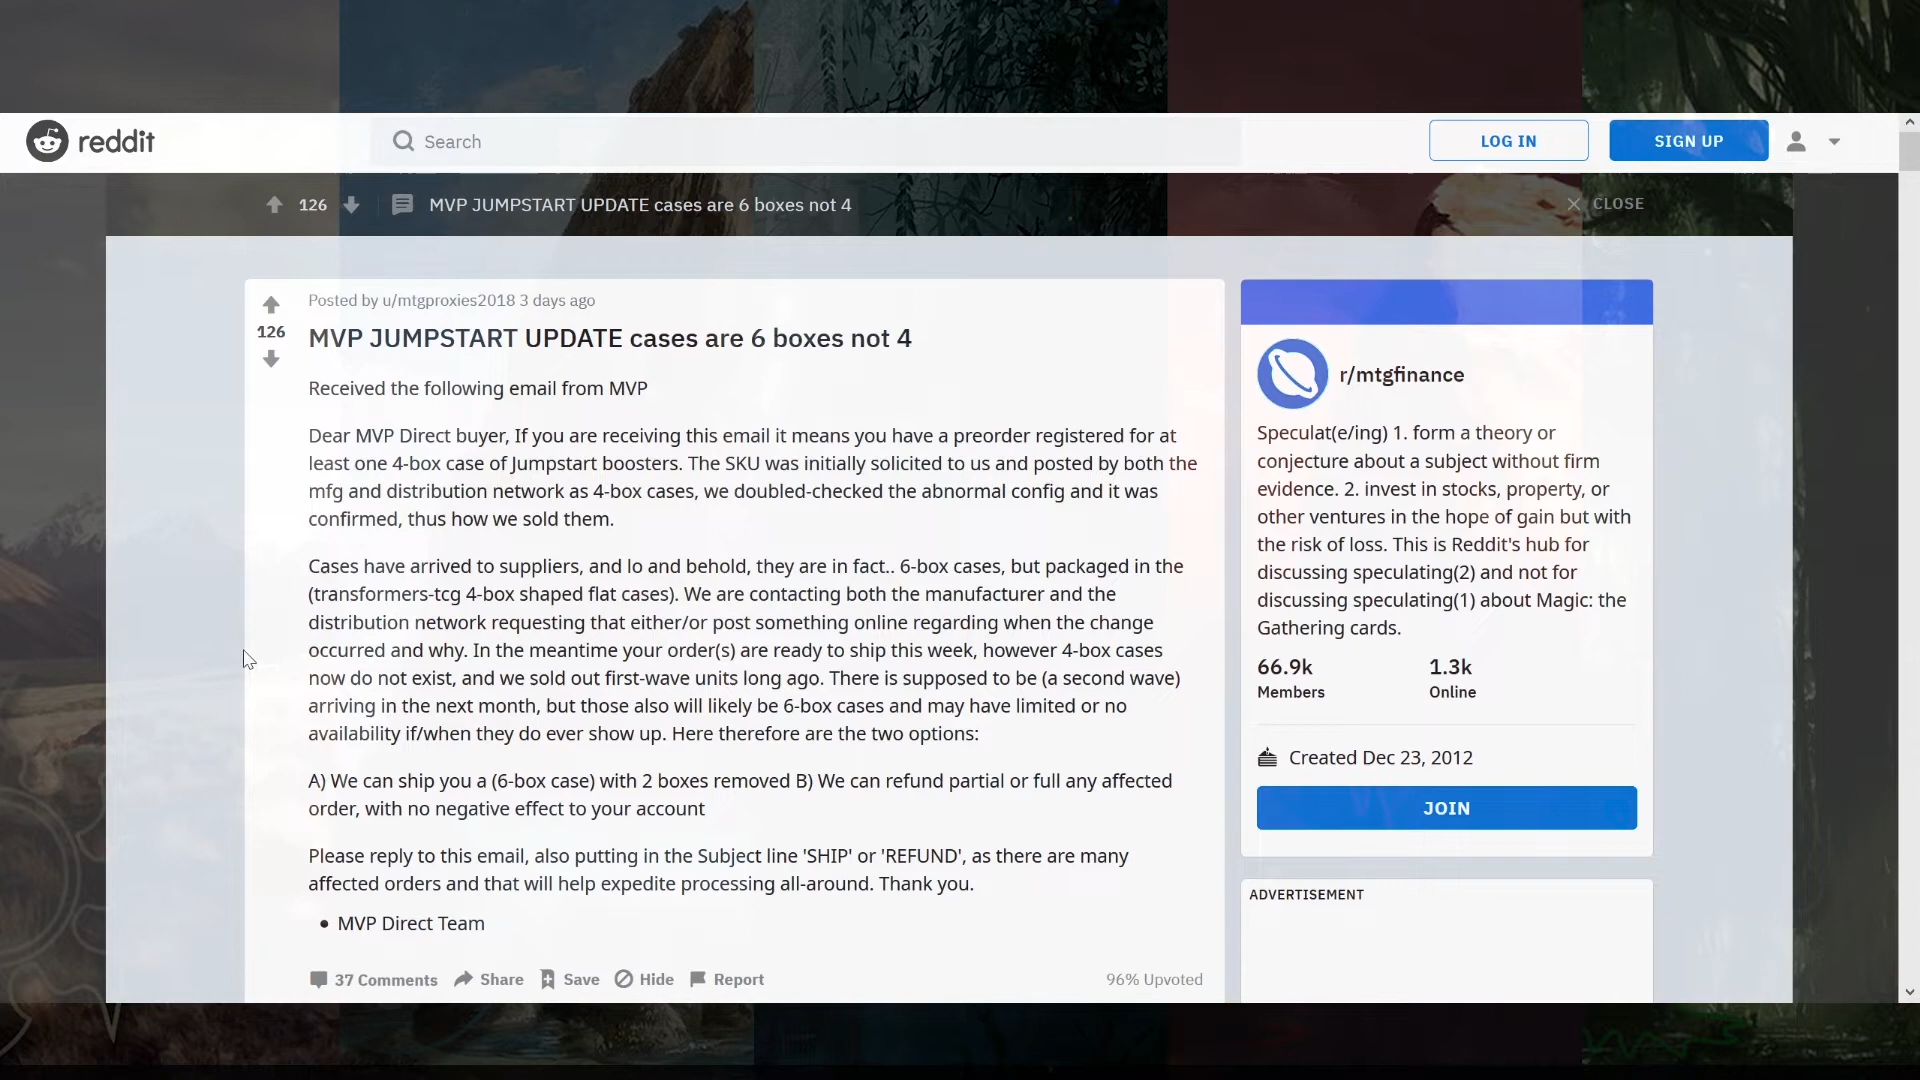 reddit
Search
LOG IN
SIGN UP
126
MVP JUMPSTART UPDATE cases are 6 boxes not 4
CLOSE
Posted by u/mtgproxies2018 3 days ago
126
MVP JUMPSTART UPDATE cases are 6 boxes not 4
Received the following email from MVP
Dear MVP Direct buyer, If you are receiving this email it means you have a preorder registered for at
least one 4-box case of Jumpstart boosters. The SKU was initially solicited to us and posted by both the
mfg and distribution network as 4-box cases, we doubled-checked the abnormal config and it was
confirmed, thus how we sold them.
Cases have arrived to suppliers, and lo and behold, they are in fact.. 6-box cases, but packaged in the
(transformers-tcg 4-box shaped flat cases). We are contacting both the manufacturer and the
distribution network requesting that either/or post something online regarding when the change
occurred and why. In the meantime your order(s) are ready to ship this week, however 4-box cases
now do not exist, and we sold out first-wave units long ago. There is supposed to be (a second wave)
arriving in the next month, but those also will likely be 6-box cases and may have limited or no
availability if/when they do ever show up. Here therefore are the two options:
A) We can ship you a (6-box case) with 2 boxes removed B) We can refund partial or full any affected
order, with no negative effect to your account
Please reply to this email, also putting in the Subject line 'SHIP' or 'REFUND', as there are many
affected orders and that will help expedite processing all-around. Thank you.
• MVP Direct Team
37 Comments
Share
Save
Hide
Report
96% Upvoted
r/mtgfinance
Speculat(e/ing) 1. form a theory or
conjecture about a subject without firm
evidence. 2. invest in stocks, property, or
other ventures in the hope of gain but with
the risk of loss. This is Reddit's hub for
discussing speculating(2) and not for
discussing speculating(1) about Magic: the
Gathering cards.
66.9k
Members
1.3k
Online
Created Dec 23, 2012
JOIN
ADVERTISEMENT